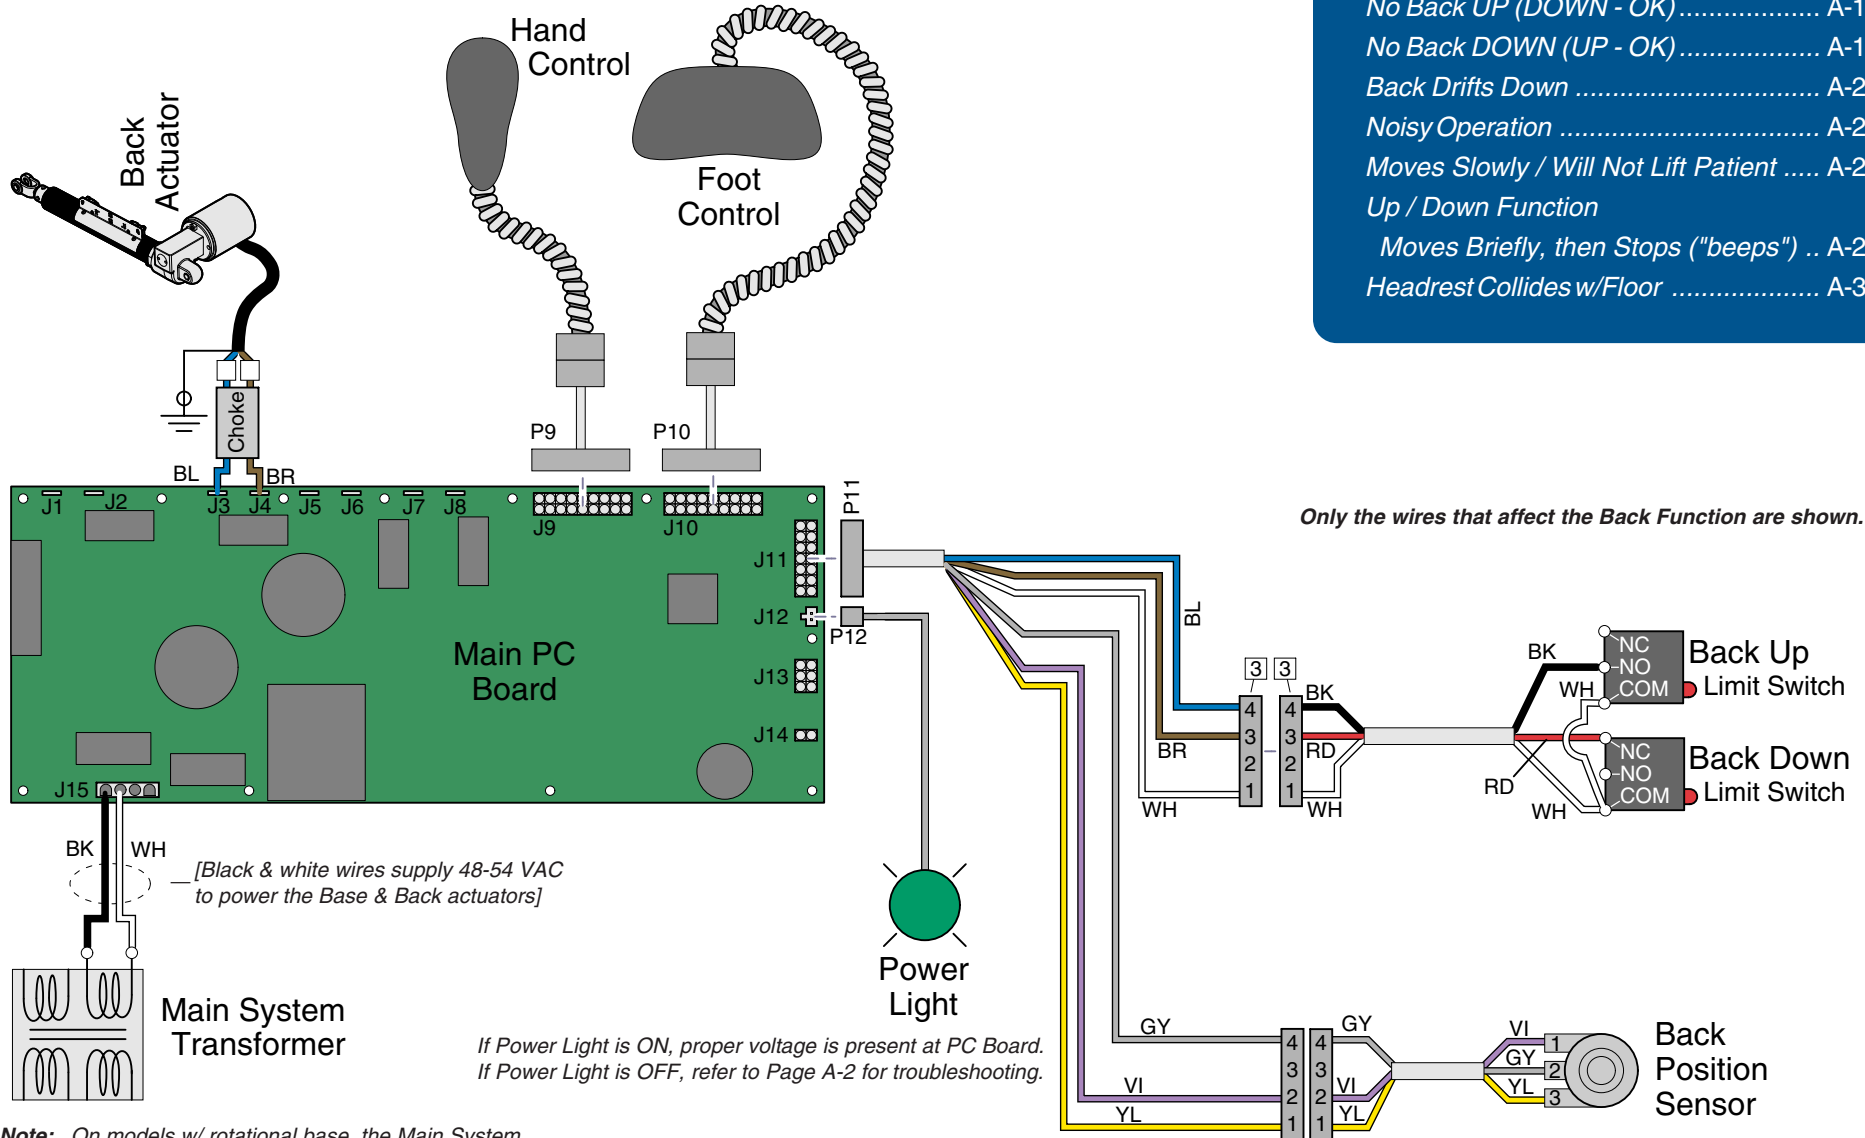 No Back UP (DOWN - OK) .................. A-1
No Back DOWN (UP - OK) .................. A-1
Back Drifts Down .............................. A-2
Noisy Operation ................................ A-2
Moves Slowly / Will Not Lift Patient ..... A-2
Up / Down Function
Moves Briefly, then Stops ("beeps") .. A-2
Headrest Collides w/Floor .................... A-3
Hand
Control
Foot
Control
Back
Actuator
Choke
BL
BR
P9
P10
P11
P12
J1
J2
J3
J4
J5
J6
J7
J8
J9
J10
J11
J12
J13
J14
J15
Main PC
Board
Only the wires that affect the Back Function are shown.
BL
BR
WH
3
3
4
3
2
1
4
3
2
1
BK
RD
WH
BK
WH
RD
WH
NC
NO
COM
Back Up
Limit Switch
NC
NO
COM
Back Down
Limit Switch
BK
WH
[Black & white wires supply 48-54 VAC
to power the Base & Back actuators]
Main System
Transformer
Power
Light
If Power Light is ON, proper voltage is present at PC Board.
If Power Light is OFF, refer to Page A-2 for troubleshooting.
GY
VI
YL
4
3
2
1
4
3
2
1
GY
VI
YL
VI
GY
YL
1
2
3
Back
Position
Sensor
Note: On models w/ rotational base, the Main System